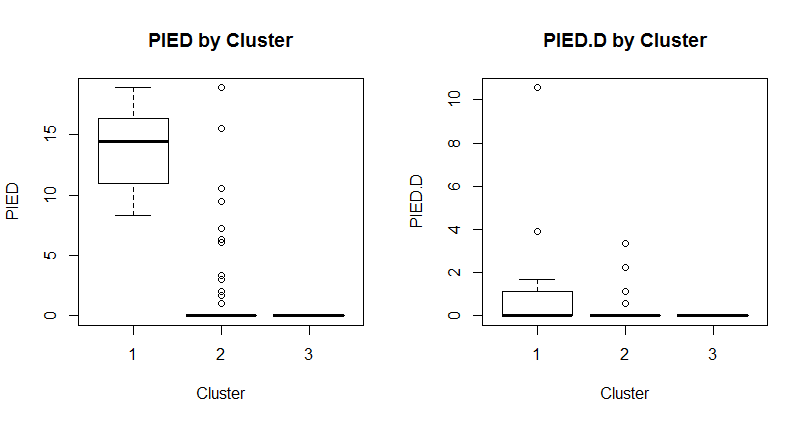 PIED by Cluster
PIED
15
10
5
0
1 2 3
Cluster
PIED.D by Cluster
PIED.D
10
8
6
4
2
0
1 2 3
Cluster